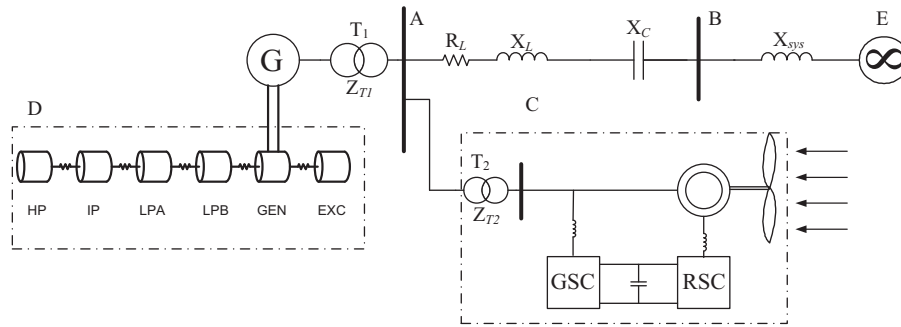 A
B
E
T1
RL
XL
XC
Xsys
G
ZT1
D
C
T2
ZT2
HP
IP
LPA
LPB
GEN
EXC
GSC
RSC